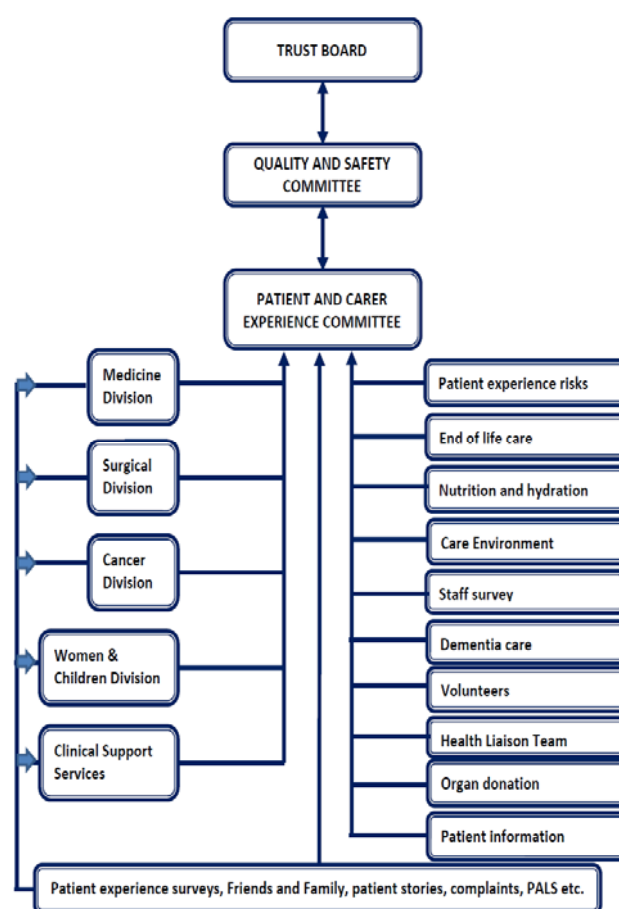 TRUST BOARD
QUALITY AND SAFETY
COMMITTEE
PATIENT AND CARER
EXPERIENCE COMMITTEE
Medicine
Division
Surgical
Division
Cancer
Division
Women &
Children Division
Clinical Support
Services
Patient experience risks
End of life care
Nutrition and hydration
Care Environment
Staff survey
Dementia care
Volunteers
Health Liaison Team
Organ donation
Patient information
Patient experience surveys, Friends and Family, patient stories, complaints, PALS etc.